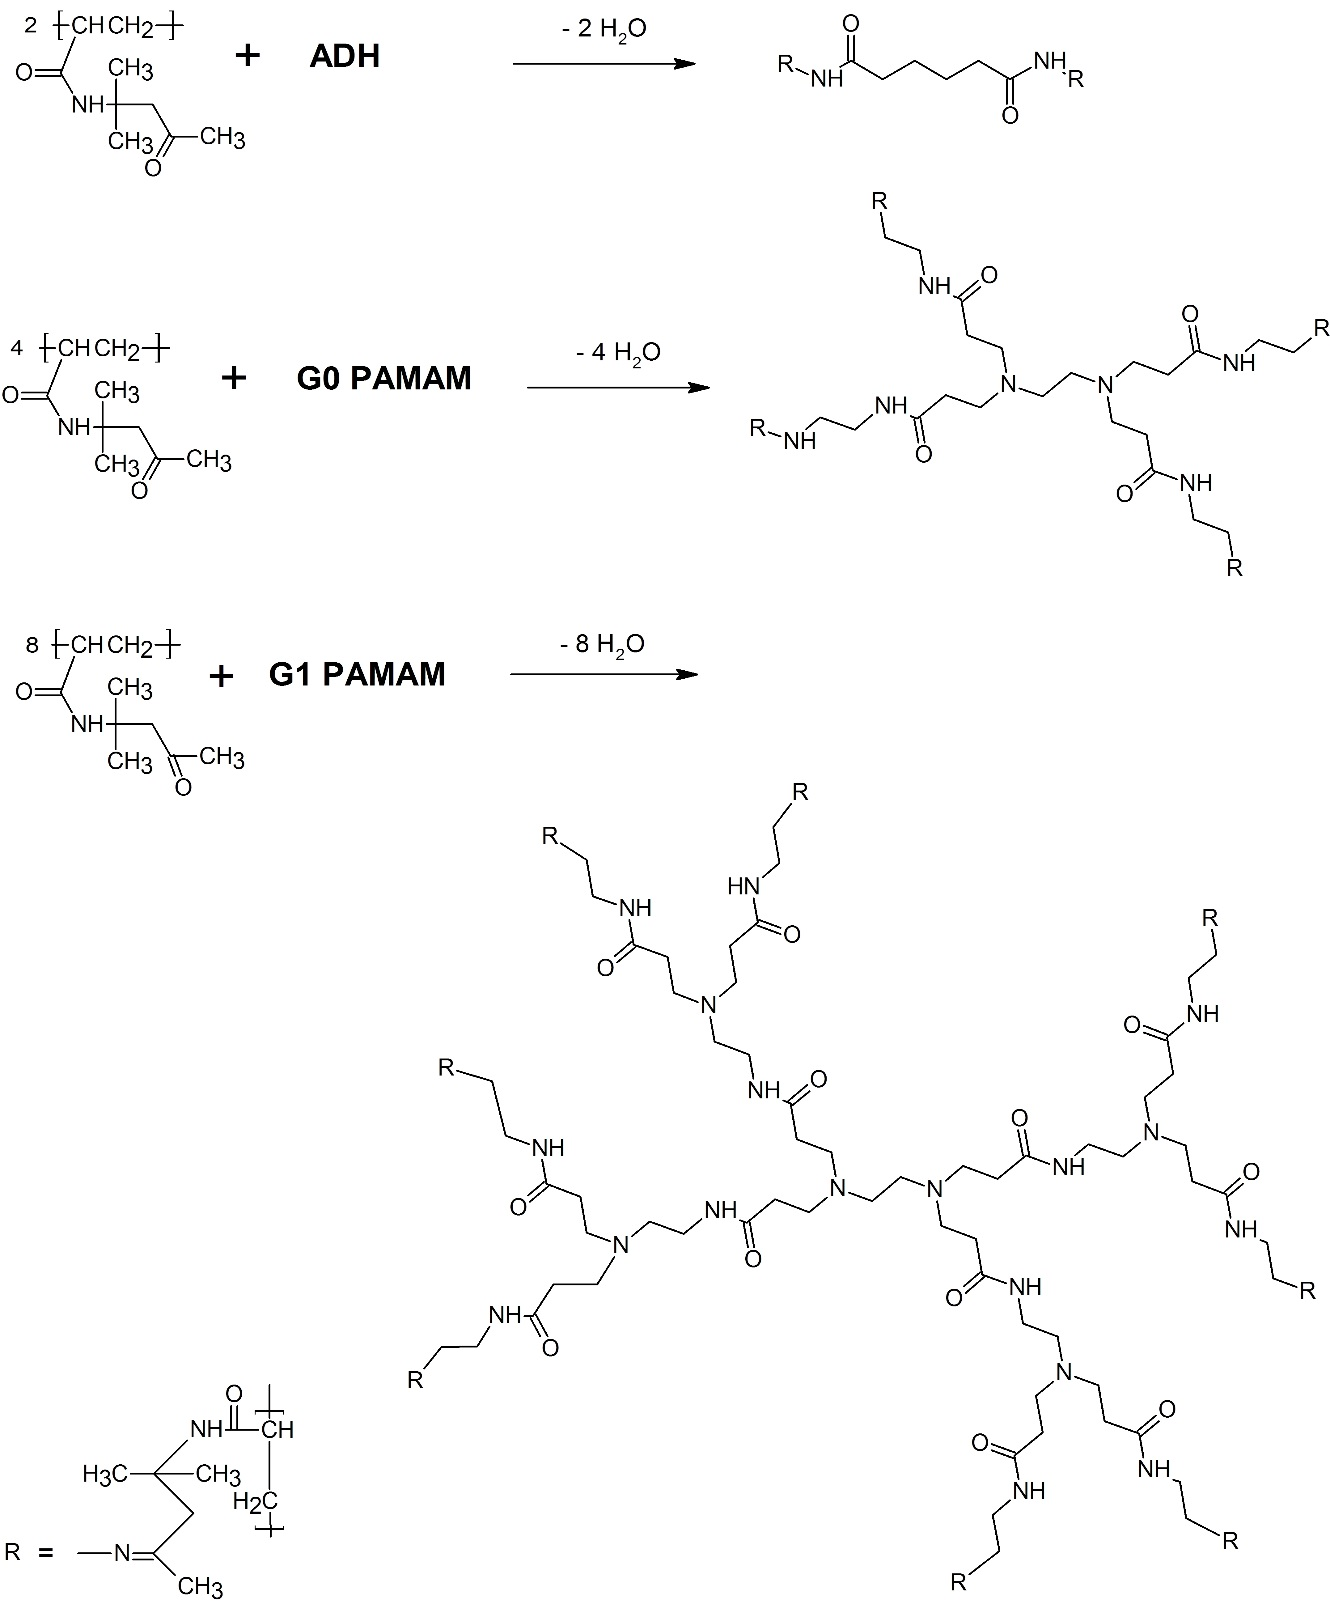 2 CH CH2 + ADH - 2 H2O
O CH3
NH
CH3 CH3
O
O
R NH NH R
O
4 CH CH2 + G0 PAMAM - 4 H2O
O CH3
NH
CH3 CH3
O
R
NH O
O R
N N NH
NH
R NH O
O NH
R
8 CH CH2 + G1 PAMAM - 8 H2O
O CH3
NH
CH3 CH3
O
R
R
HN
NH
O
O
R
N
NH
O
R NH O
O
NH N
O NH
O
N N
NH
N O
O NH
NH O NH
O R
R
N
O
O
NH
NH
R
R
O
NH CH
H3C CH3
H2C
R = N
CH3